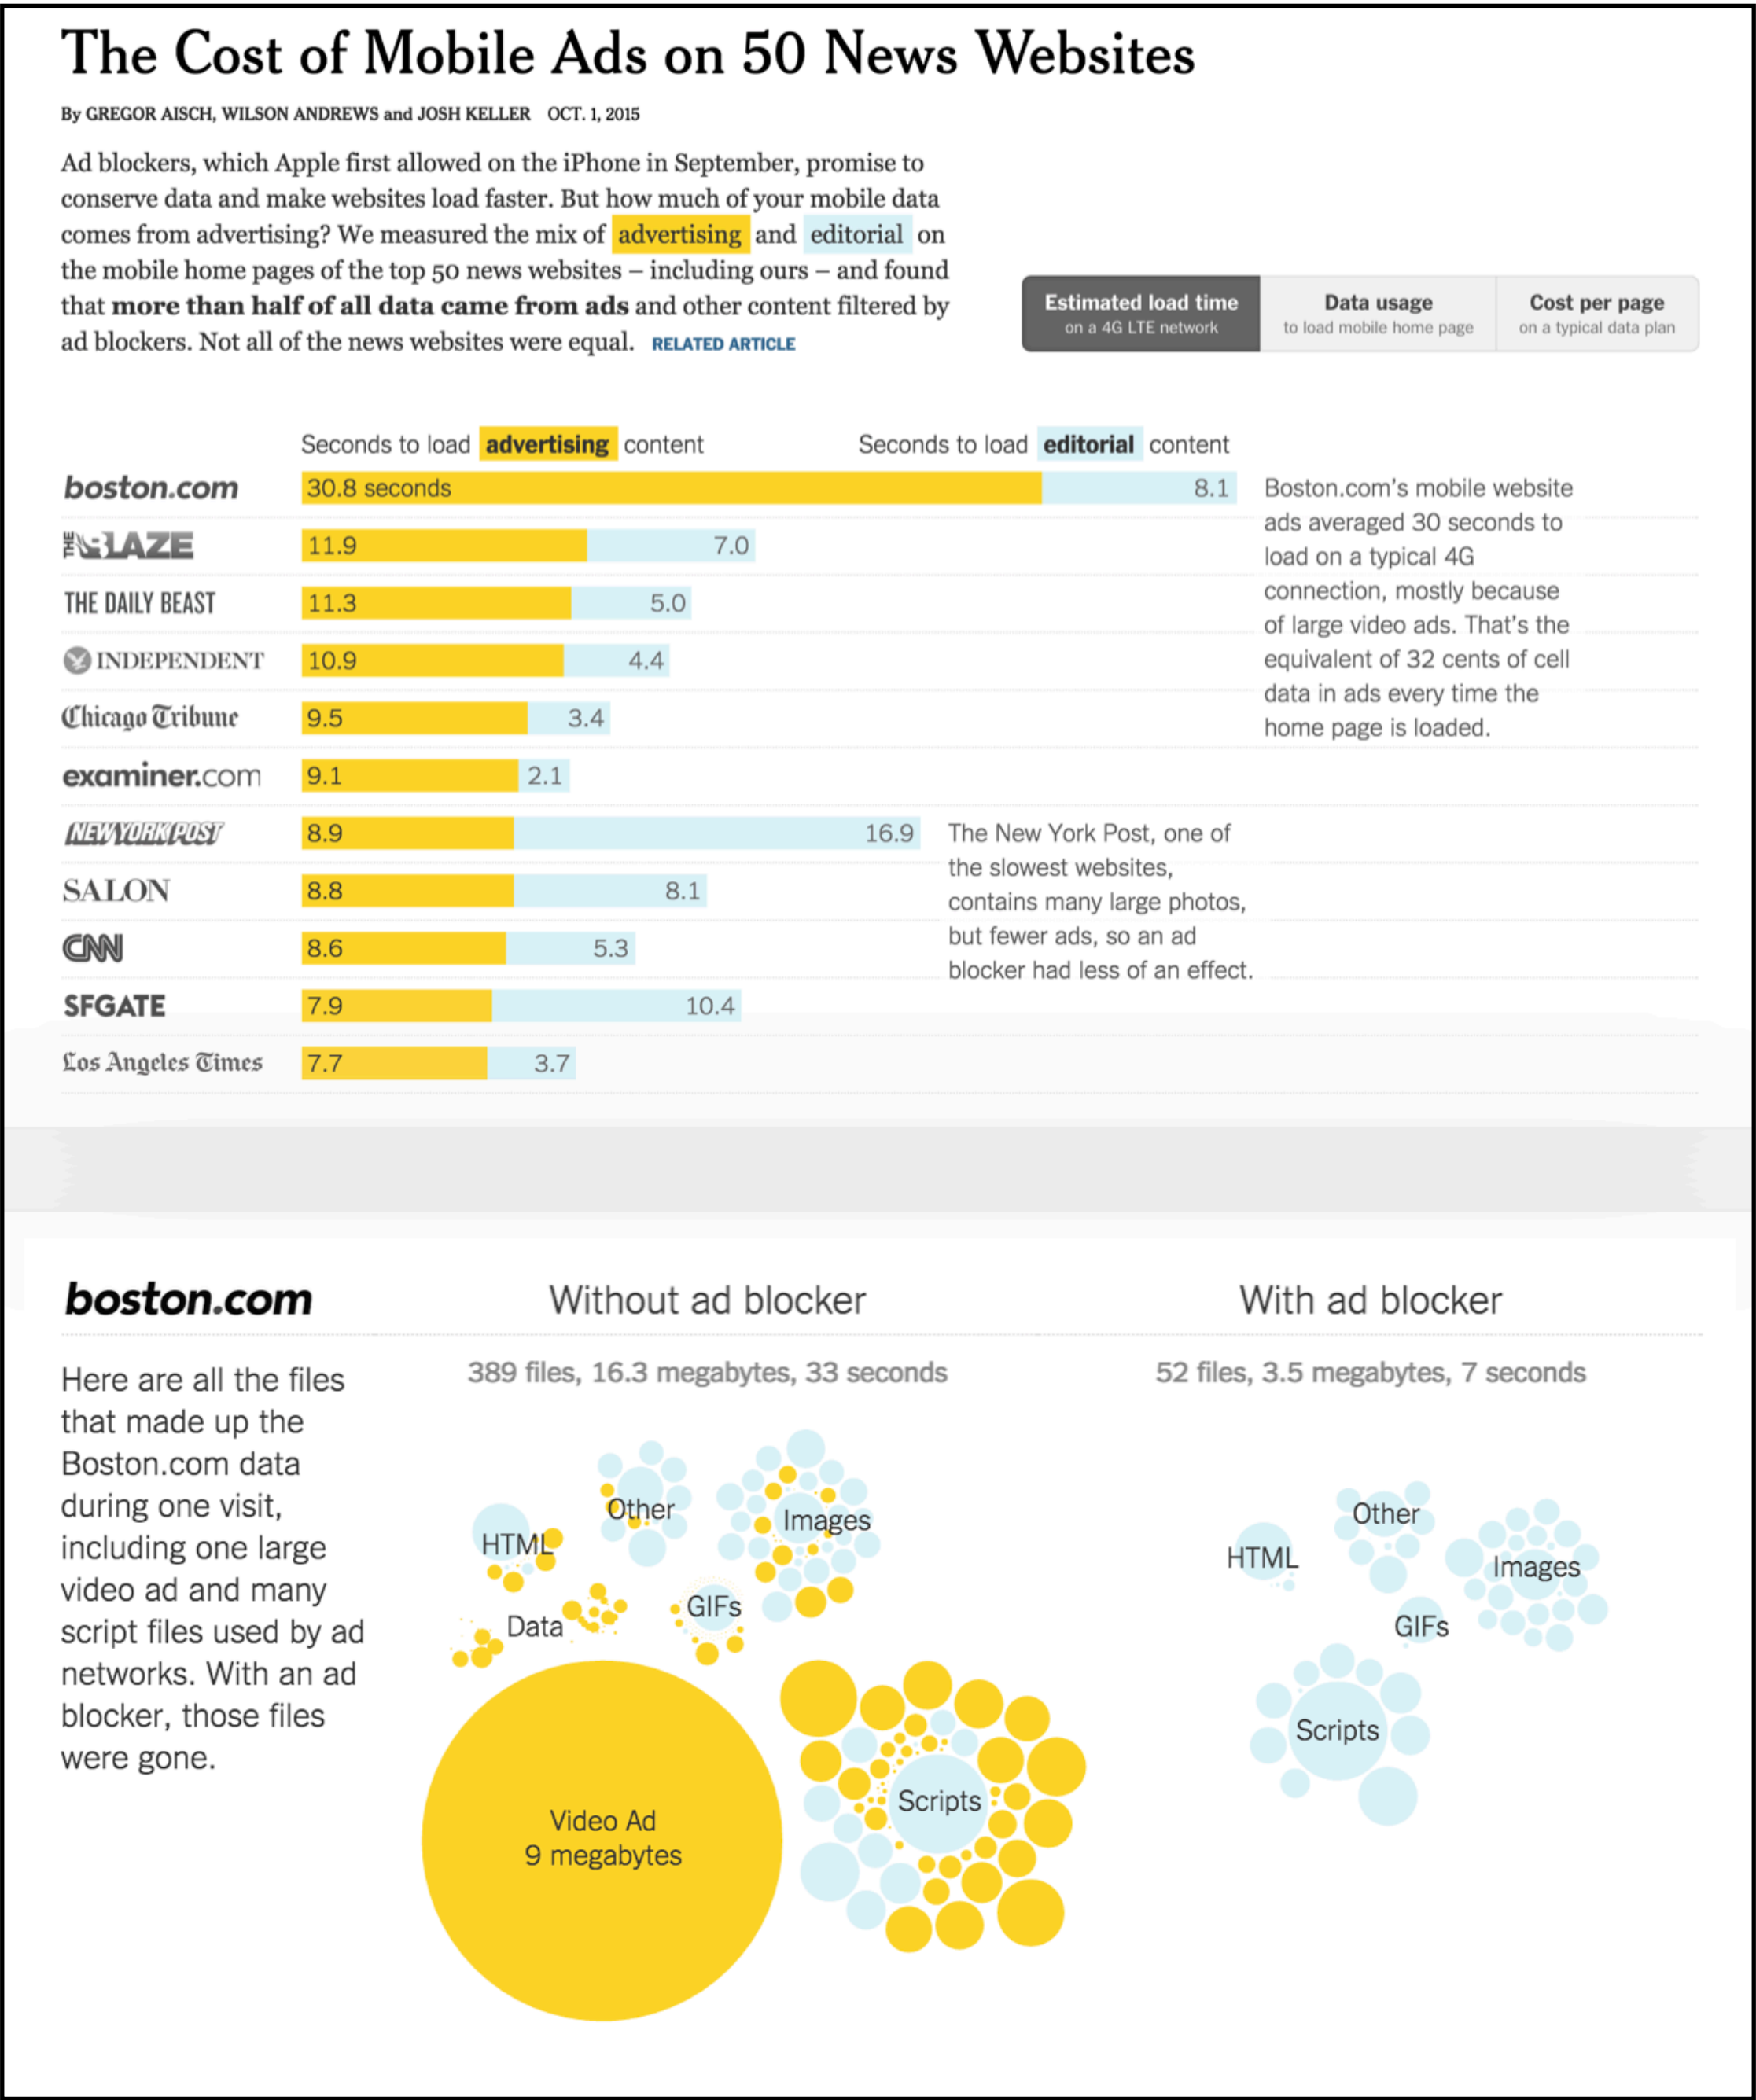 The Cost of Mobile Ads on 50 News Websites
By GREGOR AISCH, WILSON ANDREWS and JOSH KELLER OCT. 1, 2015
Ad blockers, which Apple first allowed on the iPhone in September, promise to
conserve data and make websites load faster. But how much of your mobile data
comes from advertising? We measured the mix of advertising and editorial on
the mobile home pages of the top 50 news websites – including ours – and found
that more than half of all data came from ads and other content filtered by
ad blockers. Not all of the news websites were equal. RELATED ARTICLE
Estimated load time
on a 4G LTE network
Data usage
to load mobile home page
Cost per page
on a typical data plan
Seconds to load advertising content
Seconds to load editorial content
boston.com 30.8 seconds 8.1
THE BLAZE 11.9 7.0
THE DAILY BEAST 11.3 5.0
INDEPENDENT 10.9 4.4
Chicago Tribune 9.5 3.4
examiner.com 9.1 2.1
NEW YORK POST 8.9 16.9
SALON 8.8 8.1
CNN 8.6 5.3
SFGATE 7.9 10.4
Los Angeles Times 7.7 3.7
Boston.com's mobile website
ads averaged 30 seconds to
load on a typical 4G
connection, mostly because
of large video ads. That's the
equivalent of 32 cents of cell
data in ads every time the
home page is loaded.
The New York Post, one of
the slowest websites,
contains many large photos,
but fewer ads, so an ad
blocker had less of an effect.
boston.com
Here are all the files
that made up the
Boston.com data
during one visit,
including one large
video ad and many
script files used by ad
networks. With an ad
blocker, those files
were gone.
Without ad blocker
389 files, 16.3 megabytes, 33 seconds
HTML
Other
Images
Data
GIFs
Video Ad
9 megabytes
Scripts
With ad blocker
52 files, 3.5 megabytes, 7 seconds
HTML
Other
Images
GIFs
Scripts